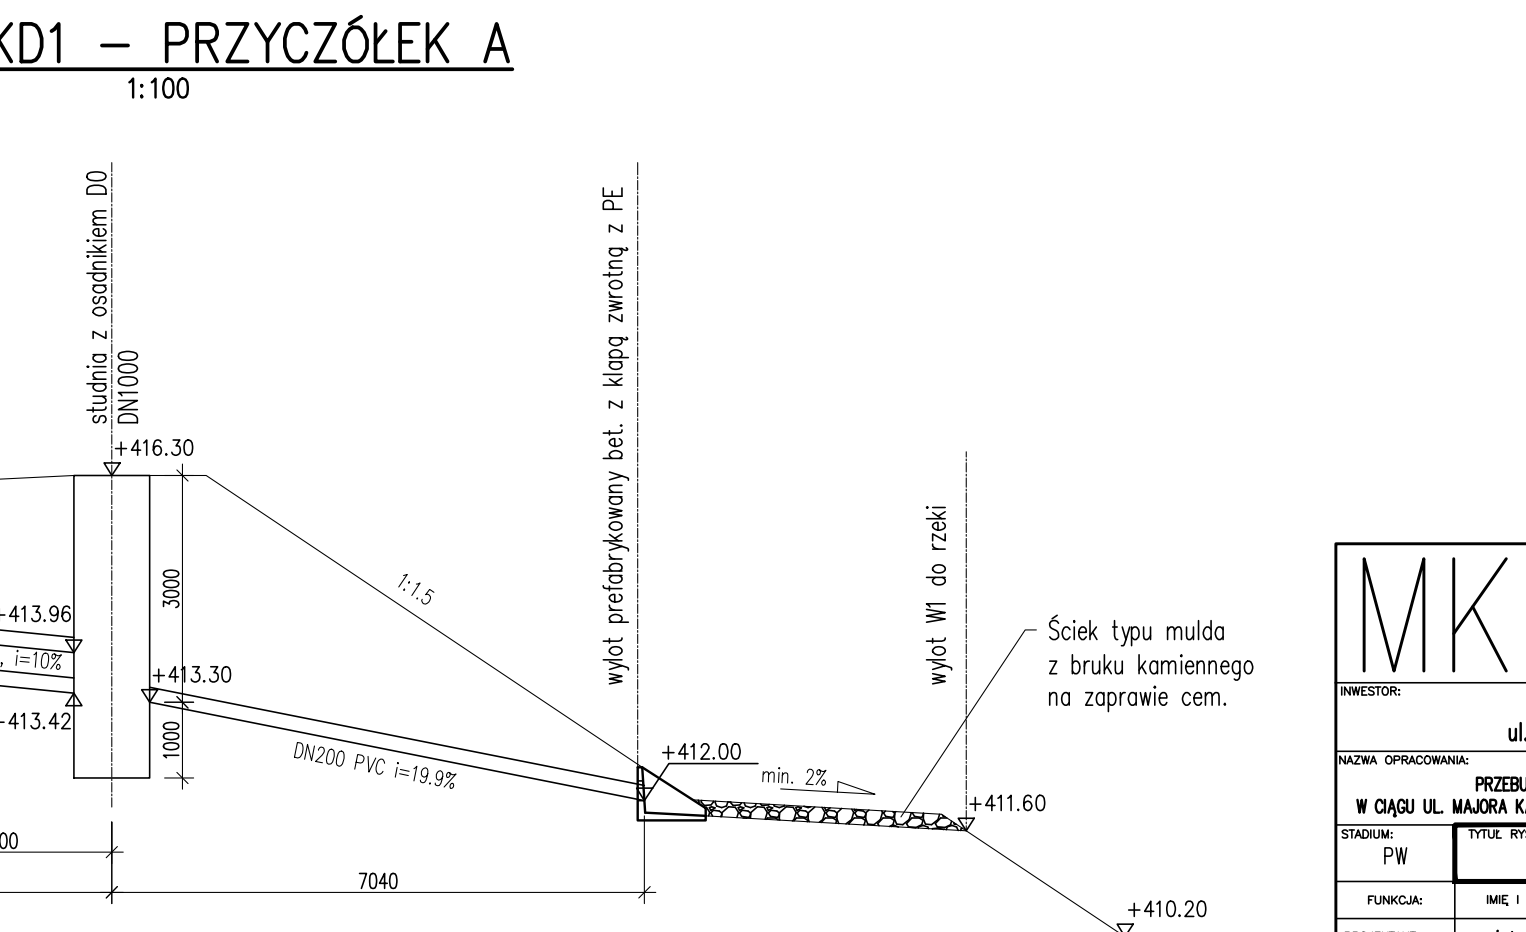 KD1 – PRZYCZÓŁEK A
1:100
studnia z osadnikiem D0
DN1000
+416.30
wylot prefabrykowany bet. z klapą zwrotną z PE
wylot W1 do rzeki
3000
1:1.5
-413.96
, i=10%
+413.30
-413.42
1000
DN200 PVC i=19.9%
+412.00
min. 2%
+411.60
Ściek typu mulda
z bruku kamiennego
na zaprawie cem.
00
7040
+410.20
MK
INWESTOR:
ul.
NAZWA OPRACOWANIA:
PRZEBU
W CIĄGU UL. MAJORA K
STADIUM:
PW
TYTUŁ RY
FUNKCJA:
IMIĘ I